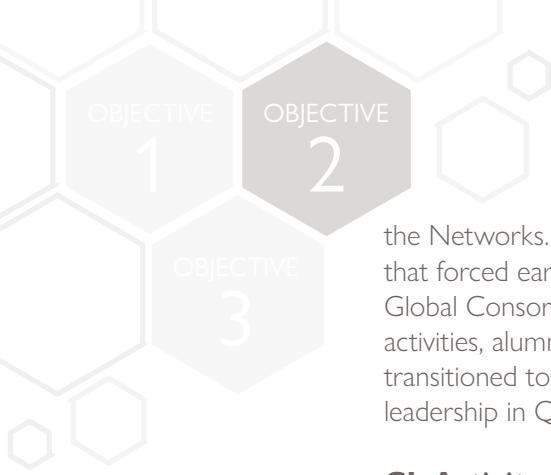 OBJECTIVE
1
OBJECTIVE
2
OBJECTIVE
3
the Networks.
that forced ear
Global Consor
activities, alumn
transitioned to
leadership in Q